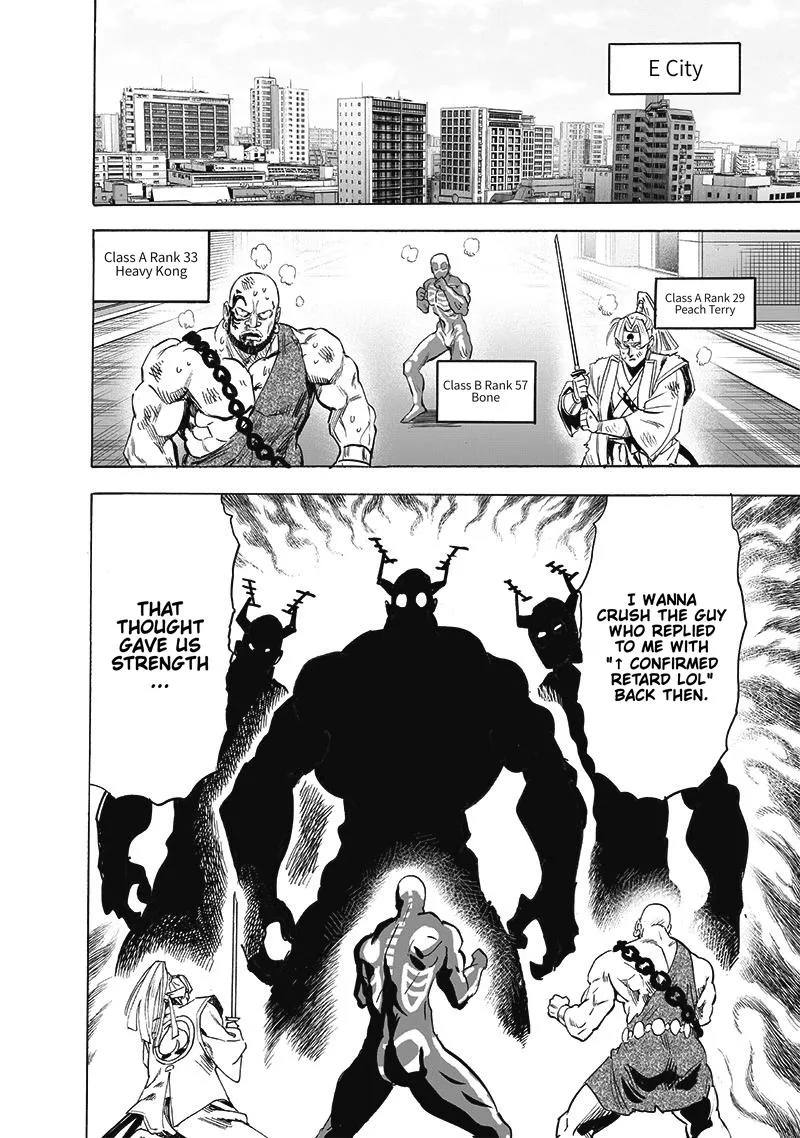 E City
Class A Rank 33
Heavy Kong
Class B Rank 57
Bone
Class A Rank 29
Peach Terry
I WANNA
CRUSH THE GUY
WHO REPLIED
TO ME WITH
"↑ CONFIRMED
RETARD LOL"
BACK THEN.
THAT
THOUGHT
GAVE US
STRENGTH
...